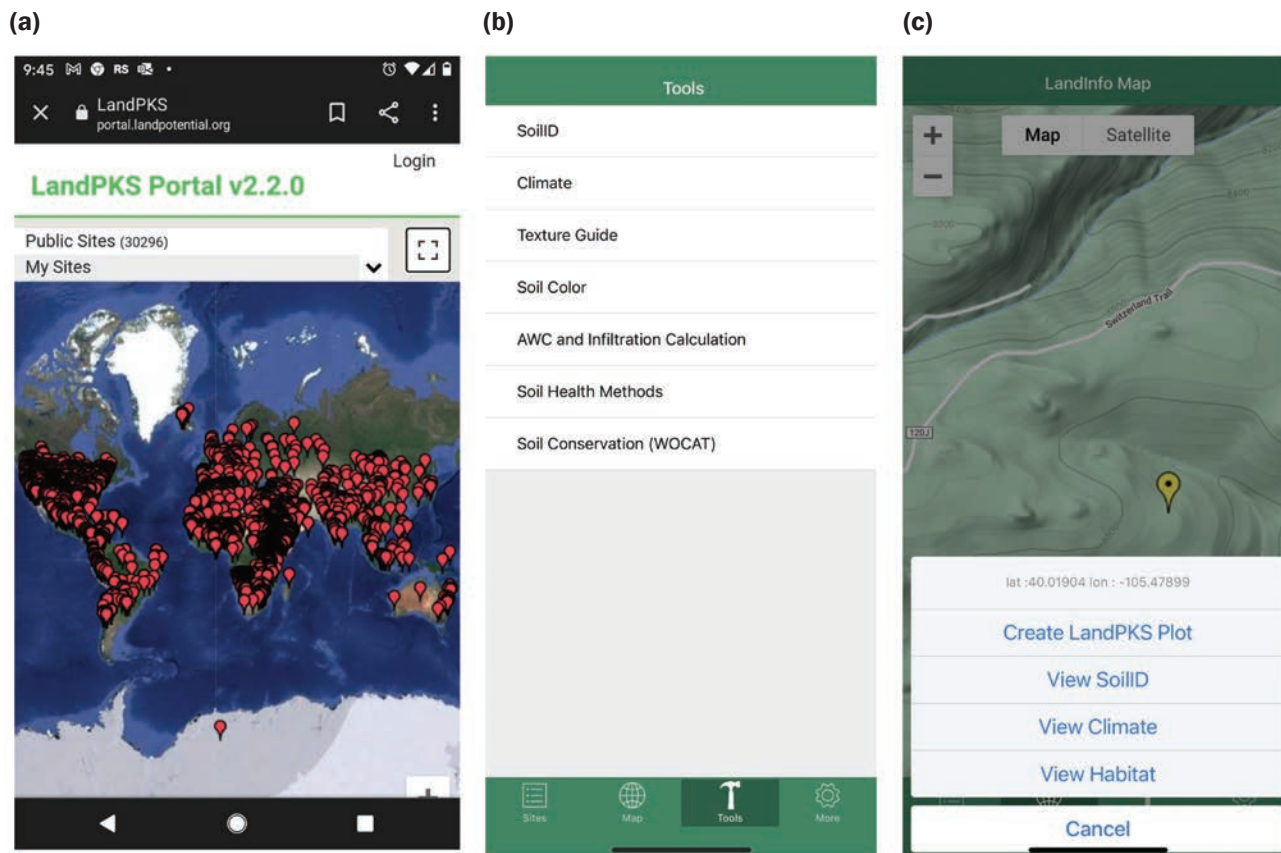 (a)
9:45 RS
LandPKS
portal.landpotential.org
Login
LandPKS Portal v2.2.0
Public Sites (30296)
My Sites
(b)
Tools
SoilID
Climate
Texture Guide
Soil Color
AWC and Infiltration Calculation
Soil Health Methods
Soil Conservation (WOCAT)
Sites
Map
Tools
More
(c)
LandInfo Map
+
Map
Satellite
−
Switzerland Trail
120J
lat :40.01904 lon : -105.47899
Create LandPKS Plot
View SoilID
View Climate
View Habitat
Cancel